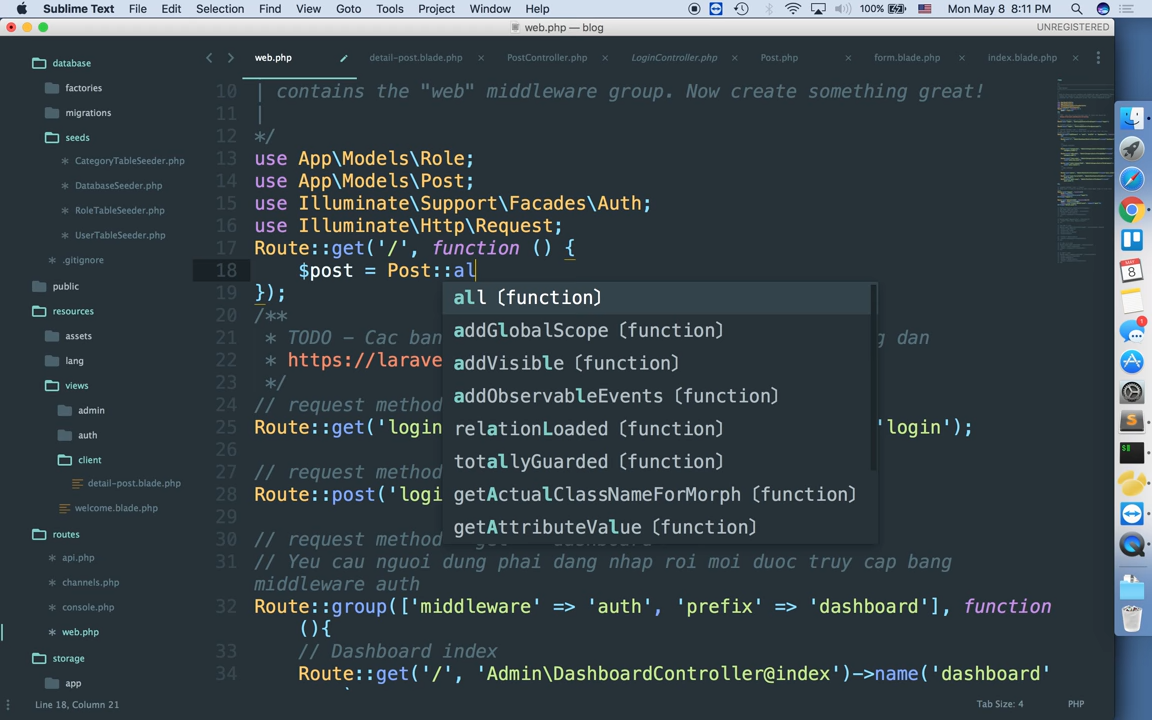 Sublime Text File Edit Selection Find View Goto Tools Project Window Help 100% Mon May 8 8:11 PM
web.php — blog UNREGISTERED
web.php detail-post.blade.php PostController.php LoginController.php Post.php form.blade.php index.blade.php
database
factories
migrations
seeds
CategoryTableSeeder.php
DatabaseSeeder.php
RoleTableSeeder.php
UserTableSeeder.php
.gitignore
public
resources
assets
lang
views
admin
auth
client
detail-post.blade.php
welcome.blade.php
routes
api.php
channels.php
console.php
web.php
storage
app
10 | contains the "web" middleware group. Now create something great!
11 |
12 */
13 use App\Models\Role;
14 use App\Models\Post;
15 use Illuminate\Support\Facades\Auth;
16 use Illuminate\Http\Request;
17 Route::get('/', function () {
18 $post = Post::al
19 });
20 /**
21 * TODO - Cac ban g dan
22 * https://larave
23 */
24 // request method
25 Route::get('login 'login');
26
27 // request method
28 Route::post('logi
29
30 // request method
31 // Yeu cau nguoi dung phai dang nhap roi moi duoc truy cap bang
middleware auth
32 Route::group(['middleware' => 'auth', 'prefix' => 'dashboard'], function
(){
33 // Dashboard index
34 Route::get('/', 'Admin\DashboardController@index')->name('dashboard'
all (function)
addGlobalScope (function)
addVisible (function)
addObservableEvents (function)
relationLoaded (function)
totallyGuarded (function)
getActualClassNameForMorph (function)
getAttributeValue (function)
8
1
Line 18, Column 21 Tab Size: 4 PHP